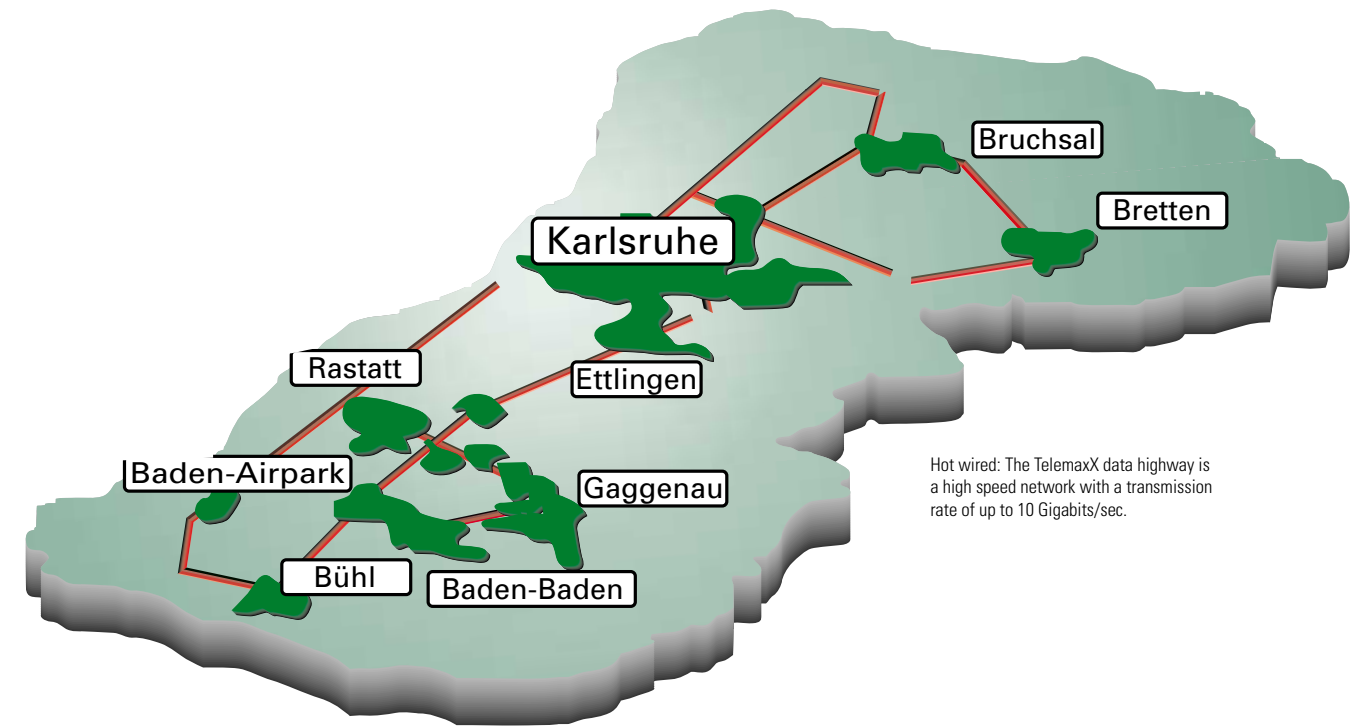 Bruchsal
Bretten
Karlsruhe
Rastatt
Ettlingen
Baden-Airpark
Gaggenau
Bühl
Baden-Baden
Hot wired: The TelemaxX data highway is
a high speed network with a transmission
rate of up to 10 Gigabits/sec.